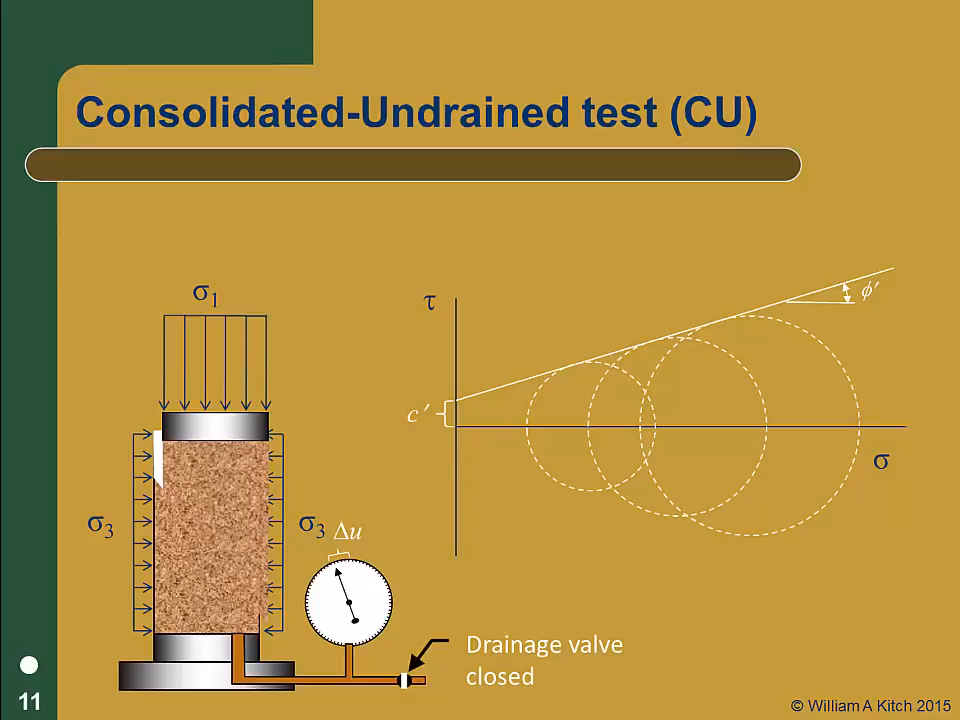 Consolidated-Undrained test (CU)
σ1
τ
ϕ′
c′
σ
σ3
σ3
Δu
Drainage valve
closed
11
© William A Kitch 2015